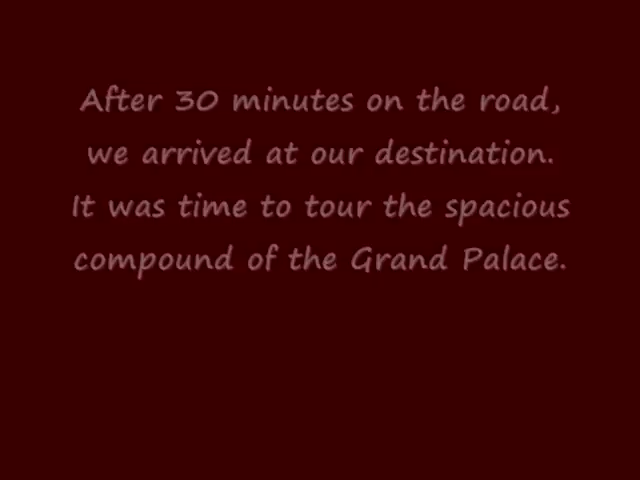 After 30 minutes on the road,
we arrived at our destination.
It was time to tour the spacious
compound of the Grand Palace.